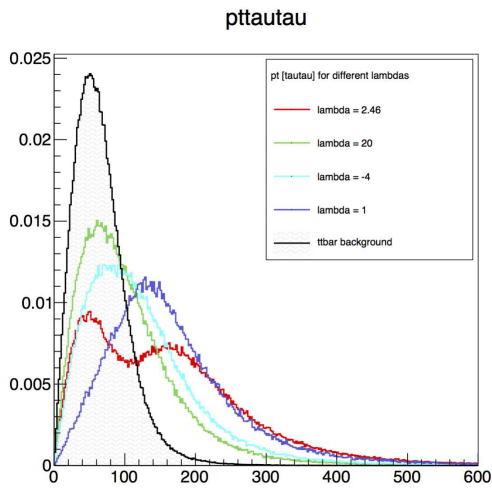 pttautau
0.025
0.02
0.015
0.01
0.005
0
0 100 200 300 400 500 600
pt [tautau] for different lambdas
lambda = 2.46
lambda = 20
lambda = -4
lambda = 1
ttbar background